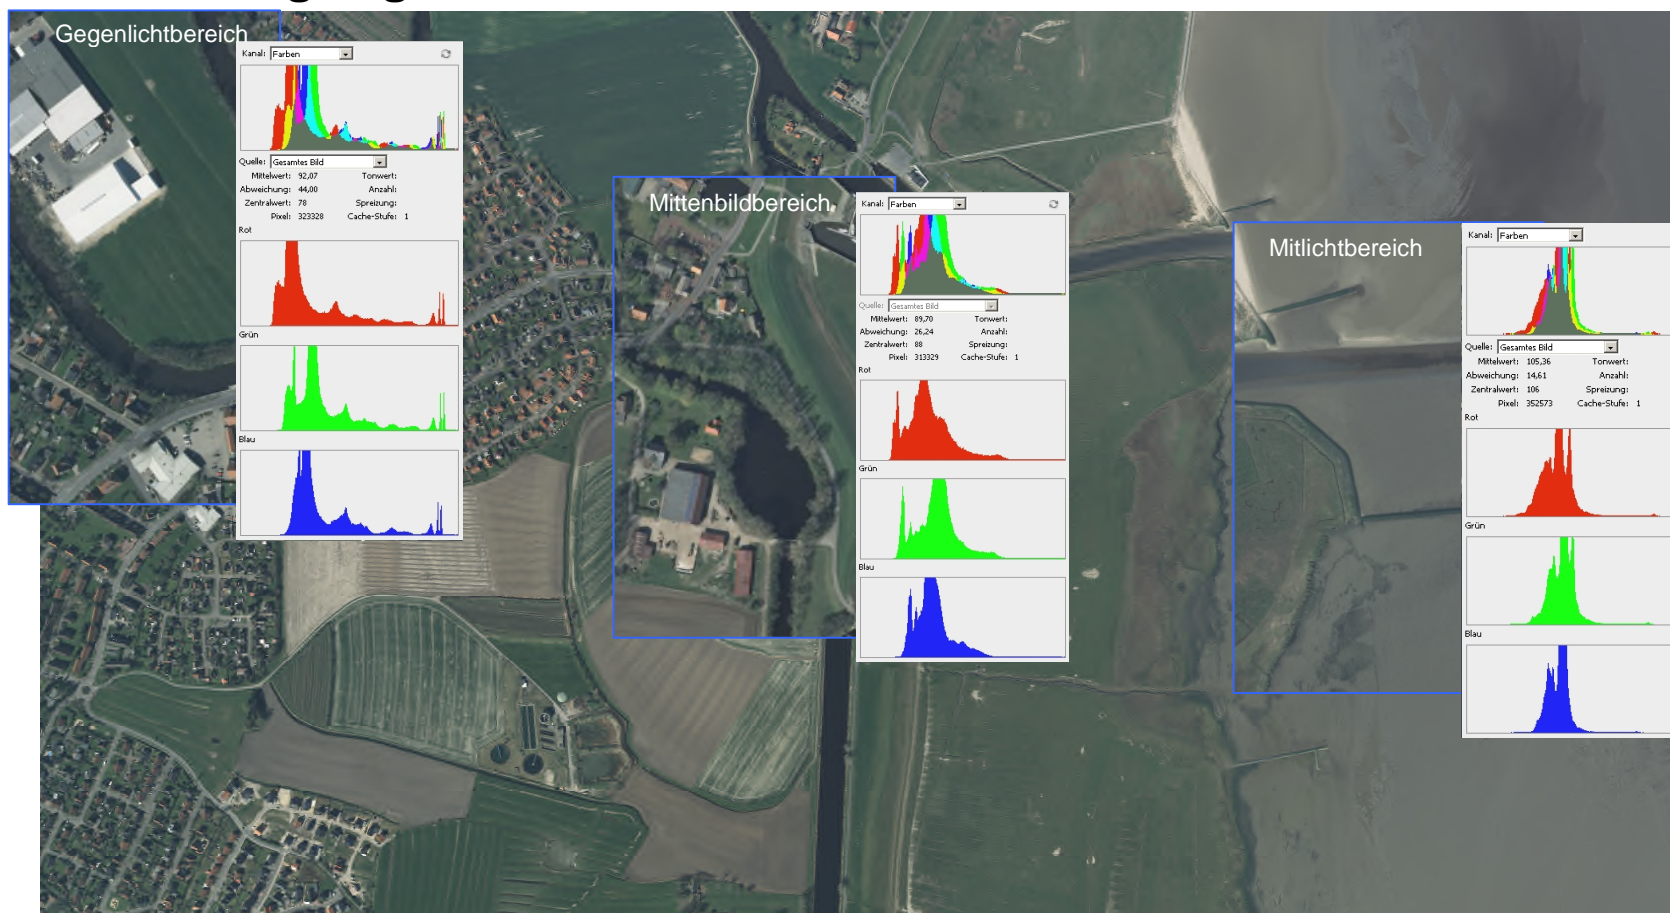 Gegenlichtbereich
Kanal: Farben
Quelle: Gesamtes Bild
Mittelwert: 92,07 Tonwert:
Abweichung: 44,00 Anzahl:
Zentralwert: 78 Spreizung:
Pixel: 323328 Cache-Stufe: 1
Rot
Grün
Blau
Mittenbildbereich
Kanal: Farben
Quelle: Gesamtes Bild
Mittelwert: 89,70 Tonwert:
Abweichung: 26,24 Anzahl:
Zentralwert: 88 Spreizung:
Pixel: 313329 Cache-Stufe: 1
Rot
Grün
Blau
Mitlichtbereich
Kanal: Farben
Quelle: Gesamtes Bild
Mittelwert: 105,36 Tonwert:
Abweichung: 14,61 Anzahl:
Zentralwert: 106 Spreizung:
Pixel: 352573 Cache-Stufe: 1
Rot
Grün
Blau